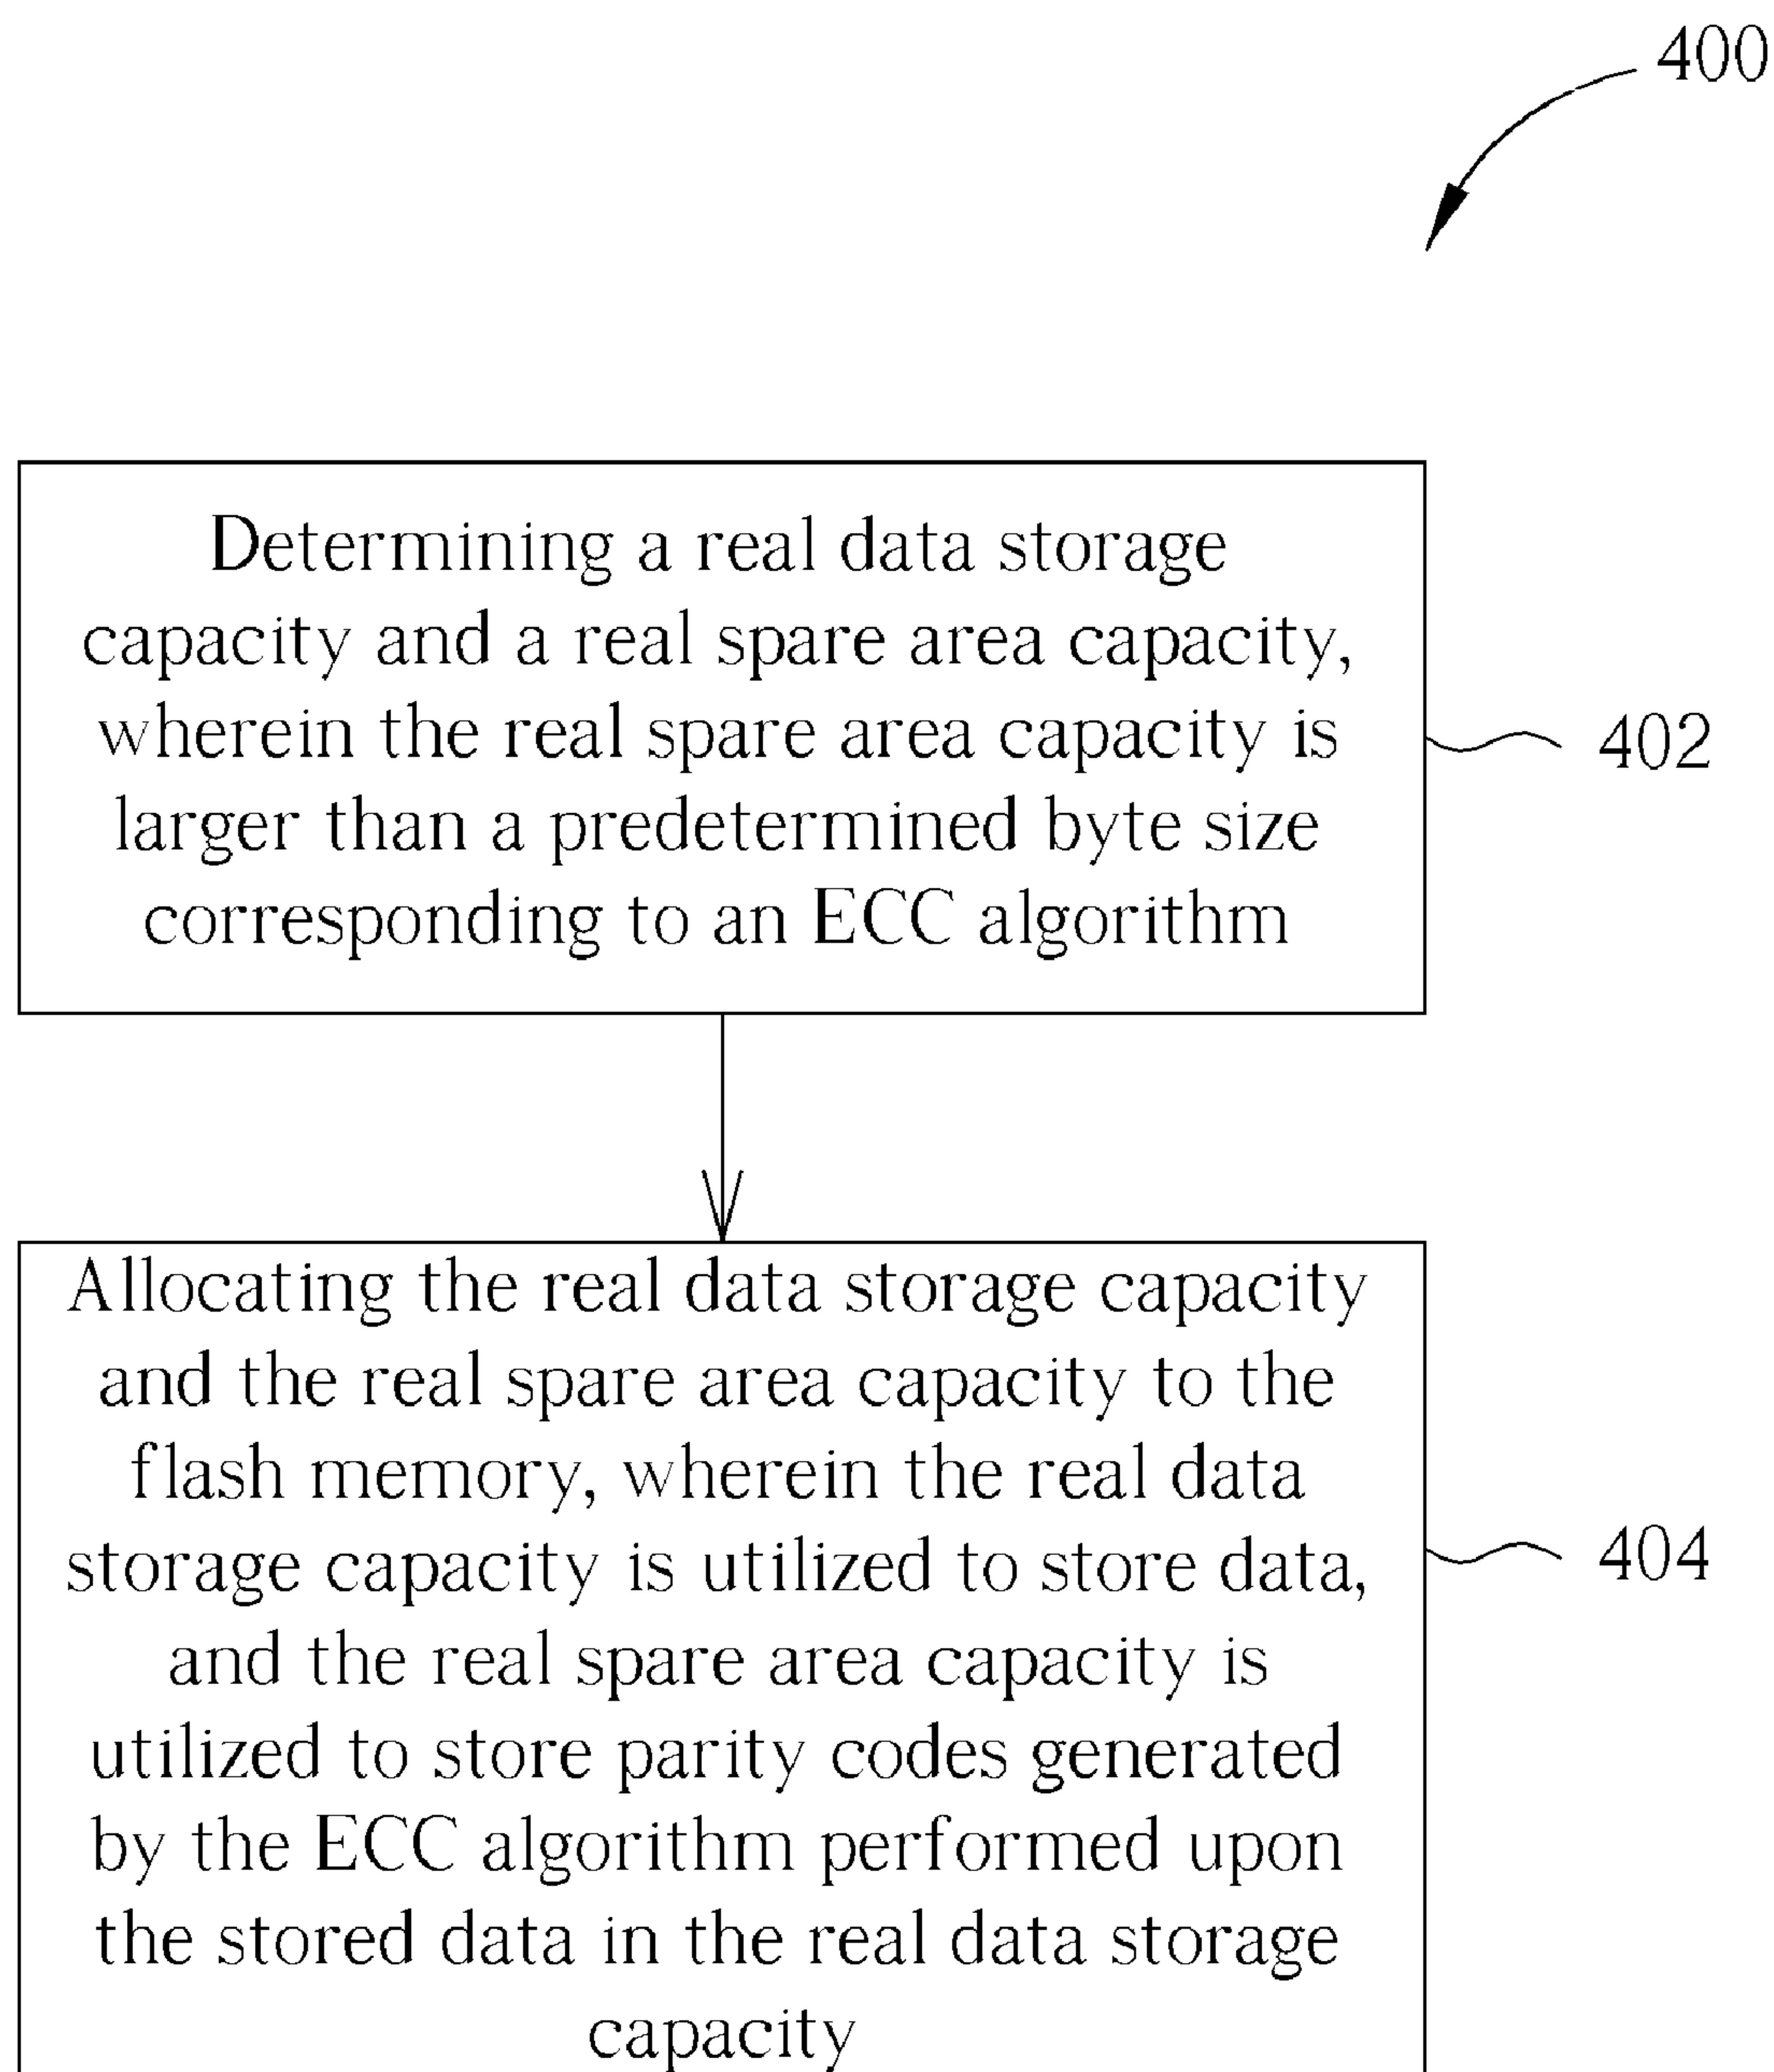 400
Determining a real data storage
capacity and a real spare area capacity,
wherein the real spare area capacity is
larger than a predetermined byte size
corresponding to an ECC algorithm
402
Allocating the real data storage capacity
and the real spare area capacity to the
flash memory, wherein the real data
storage capacity is utilized to store data,
and the real spare area capacity is
utilized to store parity codes generated
by the ECC algorithm performed upon
the stored data in the real data storage
capacity
404